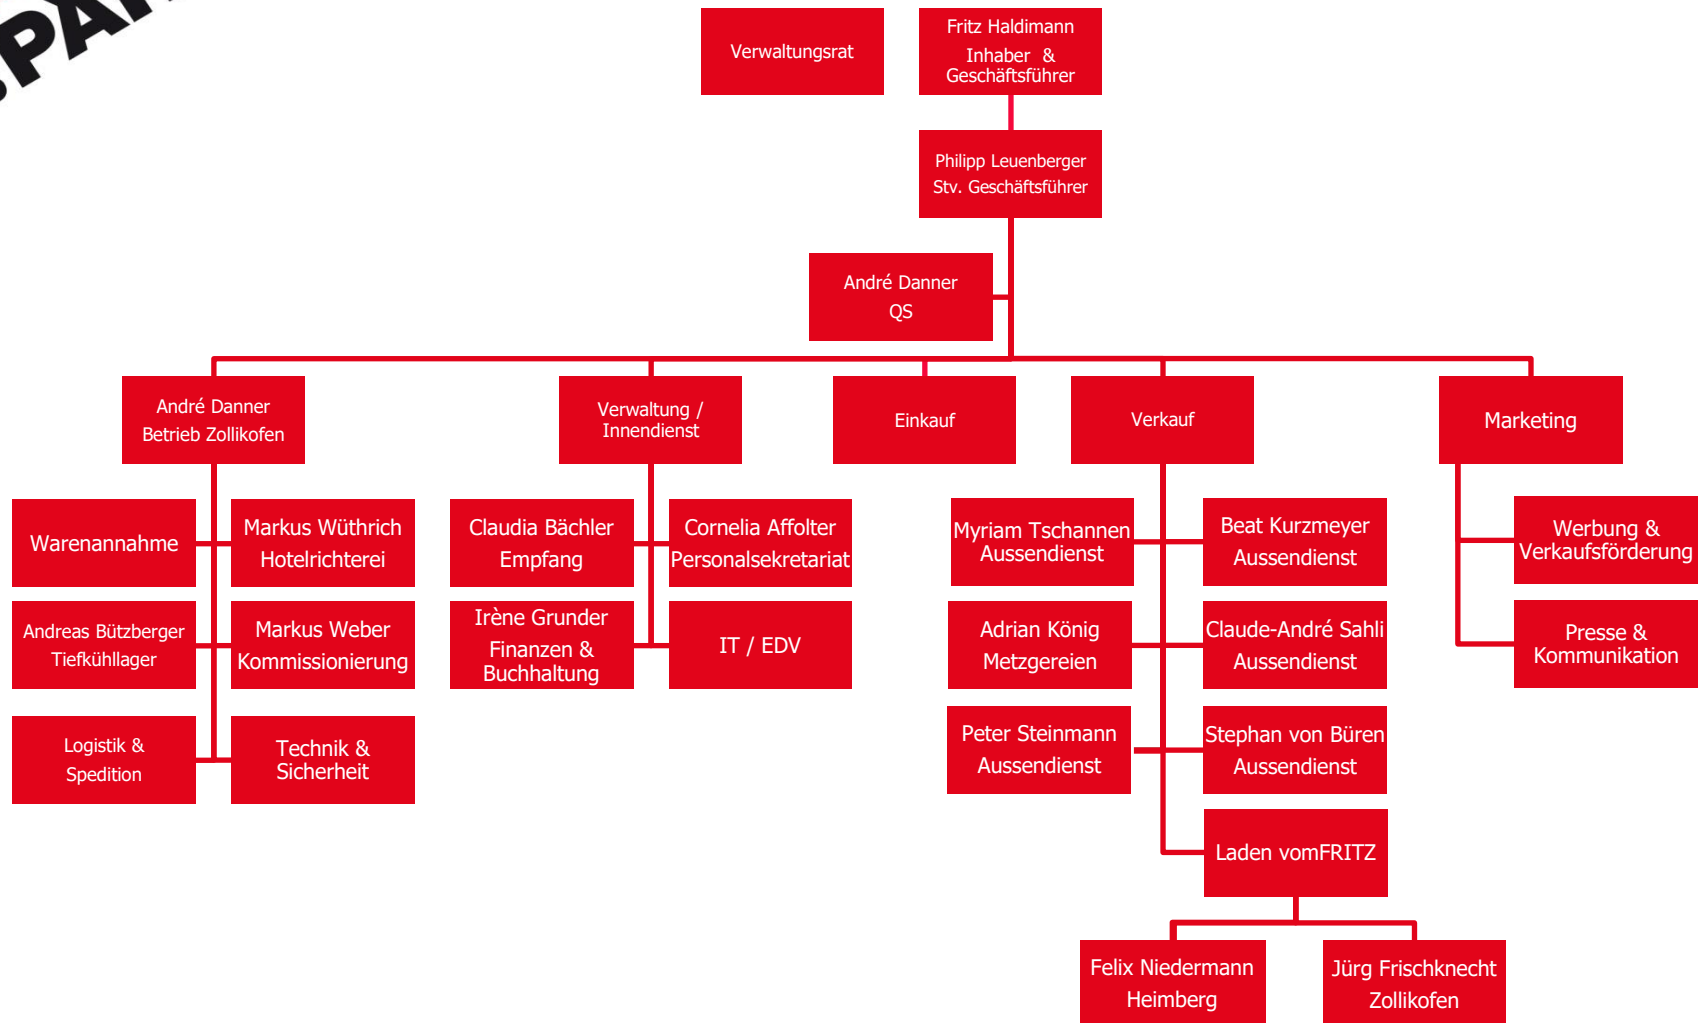 PA
Verwaltungsrat
Fritz Haldimann
Inhaber &
Geschäftsführer
Philipp Leuenberger
Stv. Geschäftsführer
André Danner
QS
André Danner
Betrieb Zollikofen
Verwaltung /
Innendienst
Einkauf
Verkauf
Marketing
Warenannahme
Markus Wüthrich
Hotelrichterei
Claudia Bächler
Empfang
Cornelia Affolter
Personalsekretariat
Myriam Tschannen
Aussendienst
Beat Kurzmeyer
Aussendienst
Werbung &
Verkaufsförderung
Andreas Bützberger
Tiefkühllager
Markus Weber
Kommissionierung
Irène Grunder
Finanzen &
Buchhaltung
IT / EDV
Adrian König
Metzgereien
Claude-André Sahli
Aussendienst
Presse &
Kommunikation
Logistik &
Spedition
Technik &
Sicherheit
Peter Steinmann
Aussendienst
Stephan von Büren
Aussendienst
Laden vomFRITZ
Felix Niedermann
Heimberg
Jürg Frischknecht
Zollikofen